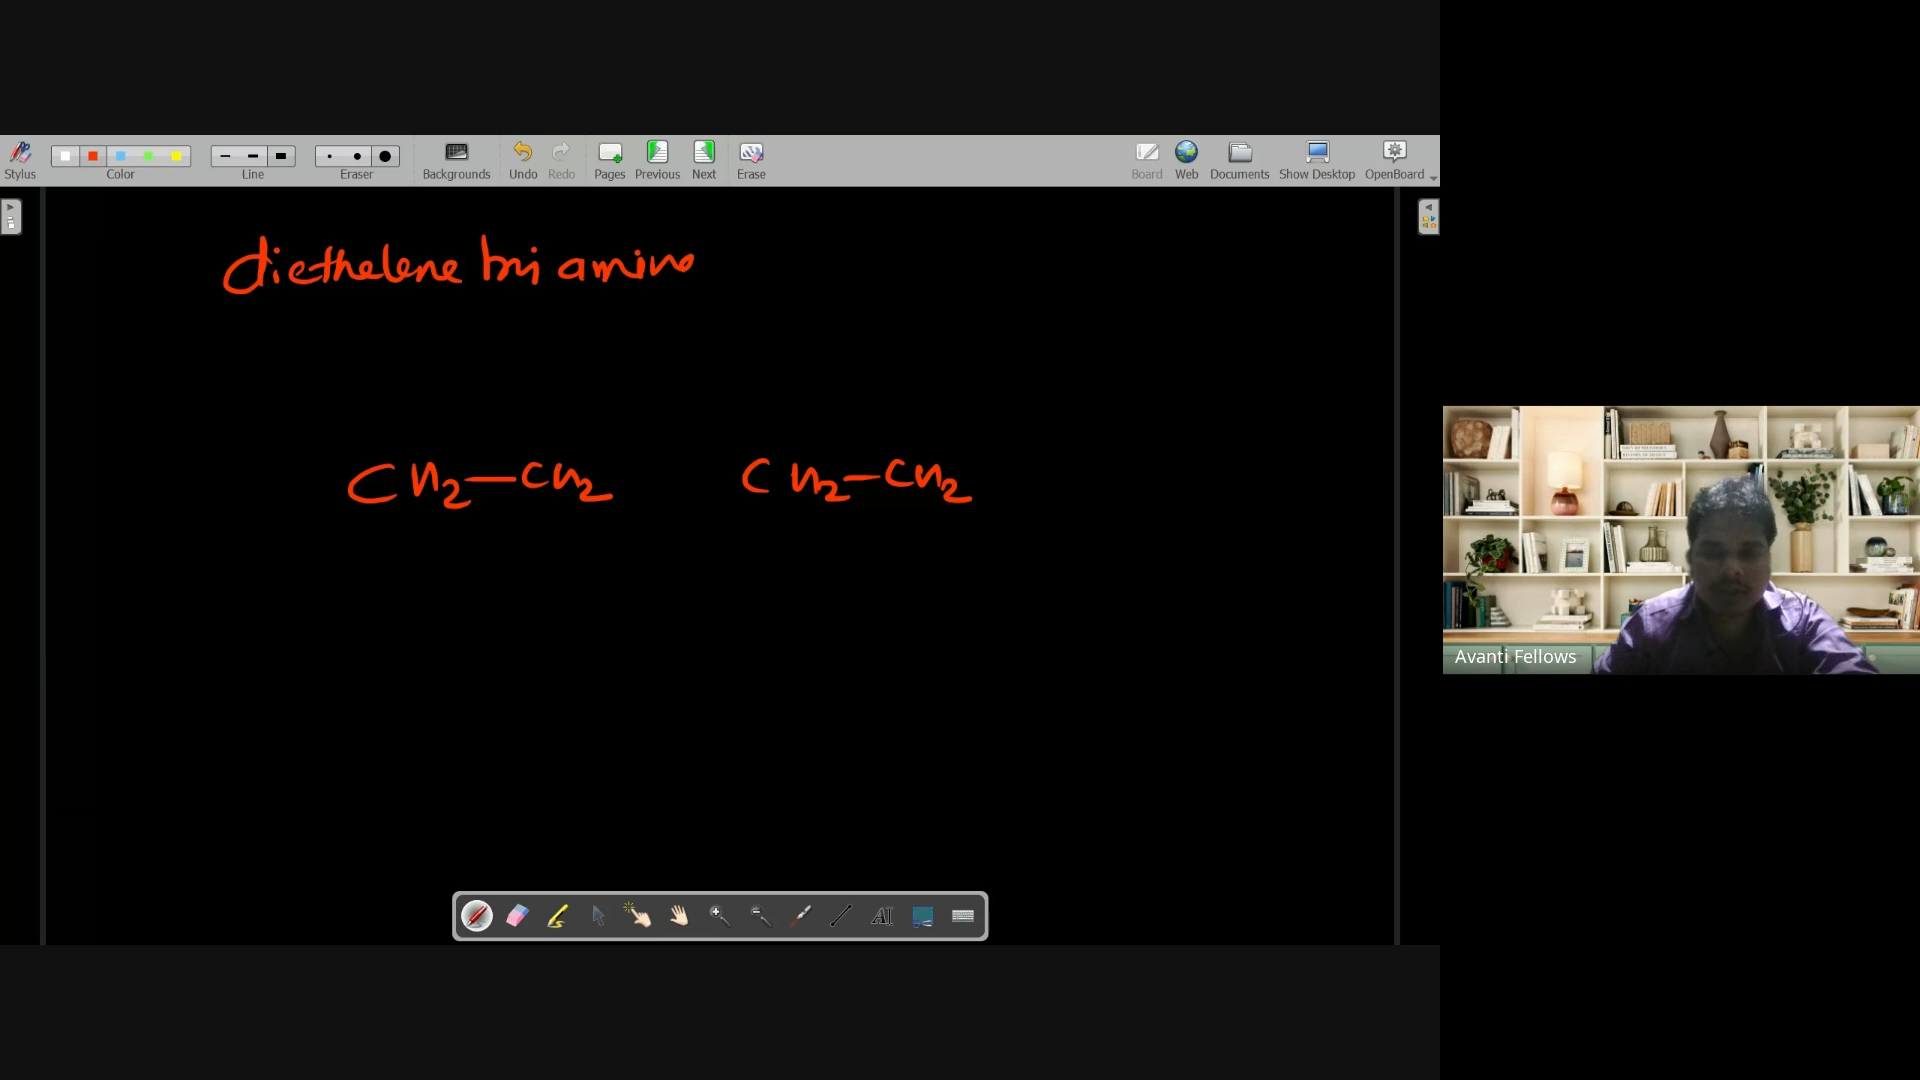 Stylus Color Line Eraser Backgrounds Undo Redo Pages Previous Next Erase Board Web Documents Show Desktop OpenBoard
diethelene tri amino
CH2—CH2 CH2—CH2
Avanti Fellows